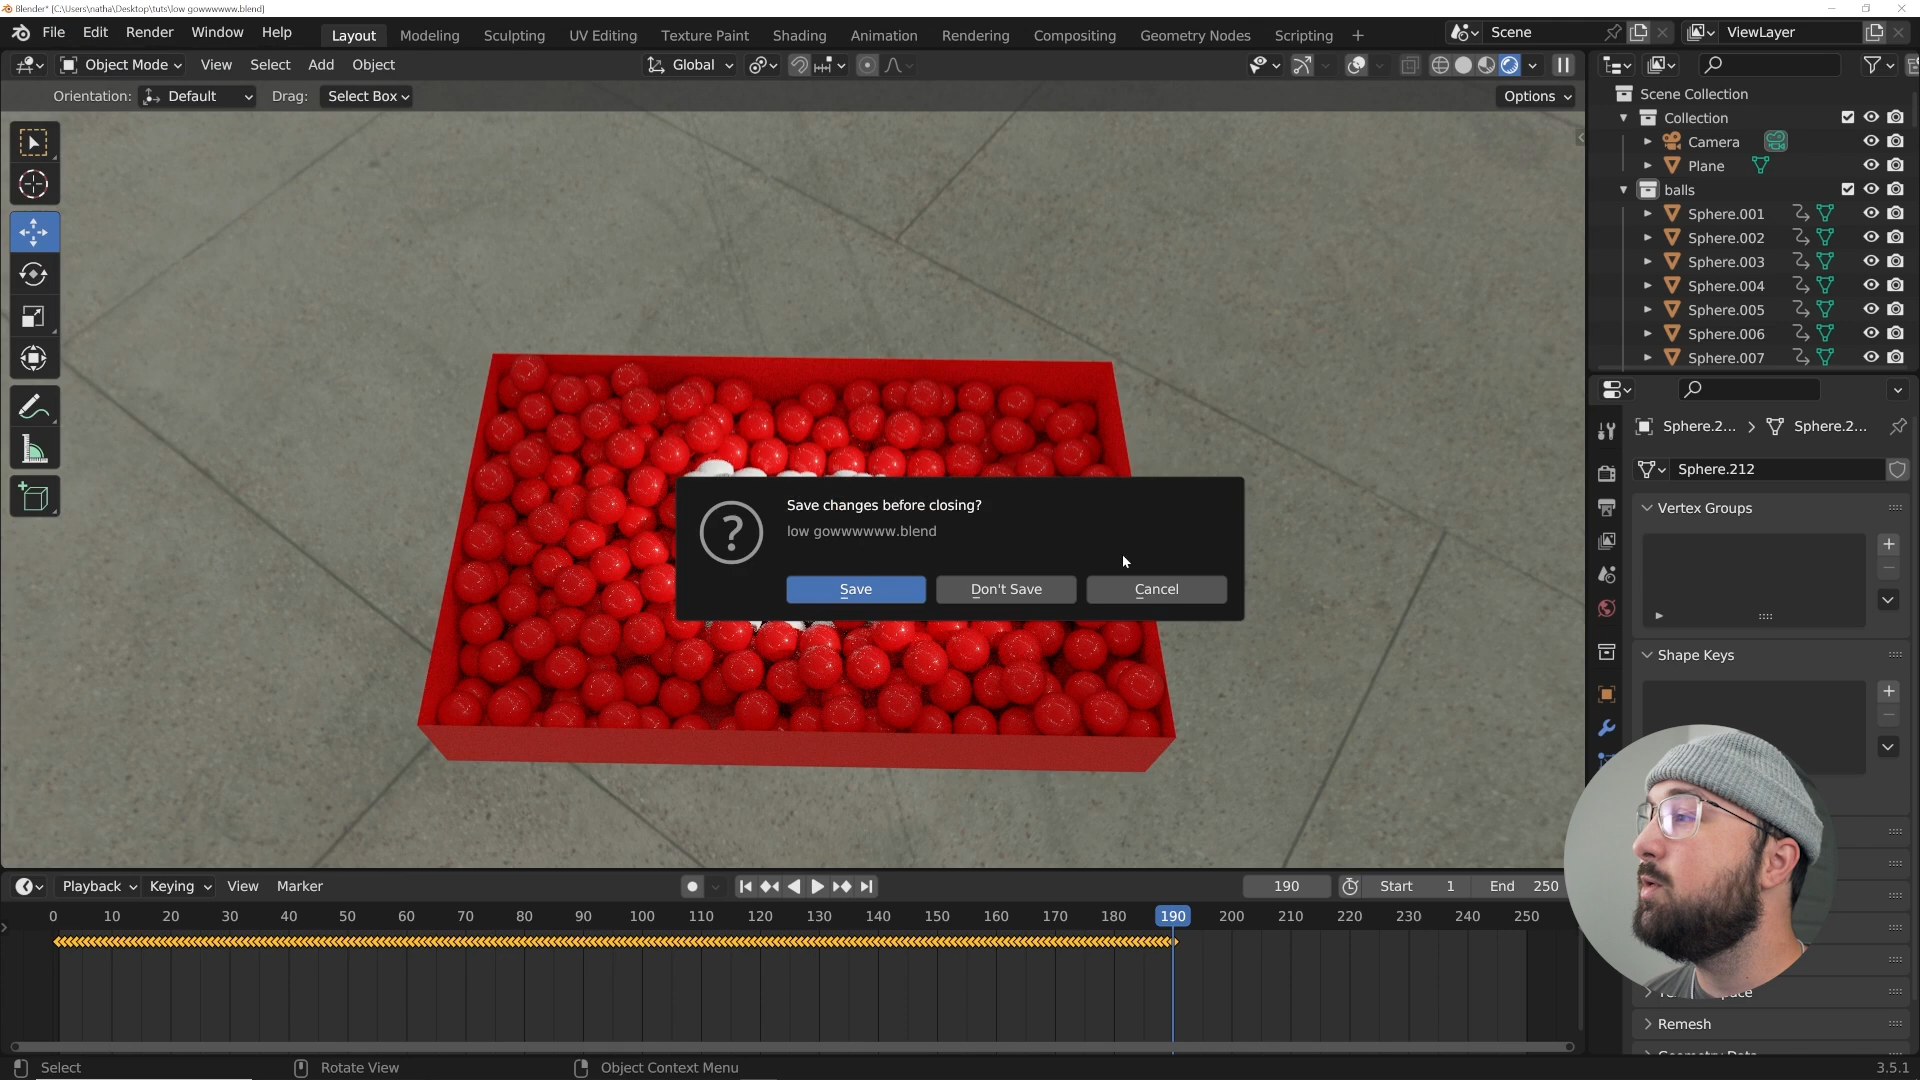 Blender* [C:\Users\natha\Desktop\tuts\low gowwwwww.blend]
File Edit Render Window Help Layout Modeling Sculpting UV Editing Texture Paint Shading Animation Rendering Compositing Geometry Nodes Scripting + Scene ViewLayer
Object Mode View Select Add Object Global
Orientation: Default Drag: Select Box Options
Scene Collection
Collection
Camera
Plane
balls
Sphere.001
Sphere.002
Sphere.003
Sphere.004
Sphere.005
Sphere.006
Sphere.007
Sphere.2... > Sphere.2...
Sphere.212
Vertex Groups
Shape Keys
Remesh
Save changes before closing?
low gowwwwww.blend
Save Don't Save Cancel
Playback Keying View Marker 190 Start 1 End 250
0 10 20 30 40 50 60 70 80 90 100 110 120 130 140 150 160 170 180 190 200 210 220 230 240 250
Select Rotate View Object Context Menu 3.5.1